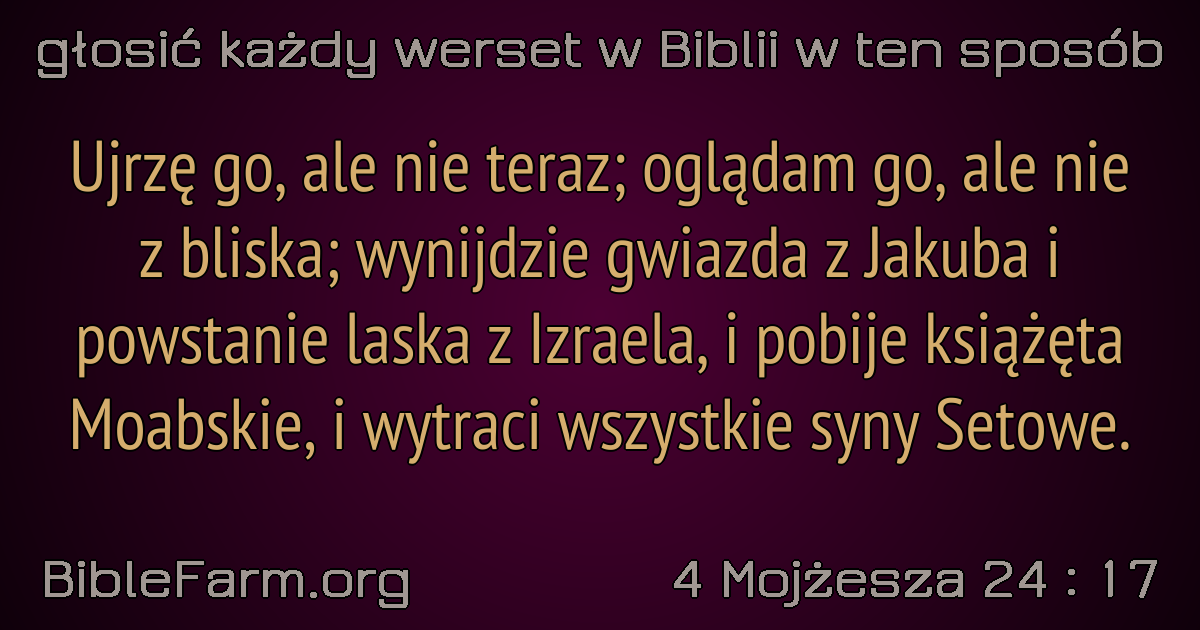 głosić każdy werset w Biblii w ten sposób
Ujrzę go, ale nie teraz; oglądam go, ale nie
z bliska; wynijdzie gwiazda z Jakuba i
powstanie laska z Izraela, i pobije książęta
Moabskie, i wytraci wszystkie syny Setowe.
BibleFarm.org
4 Mojżesza 24 : 17